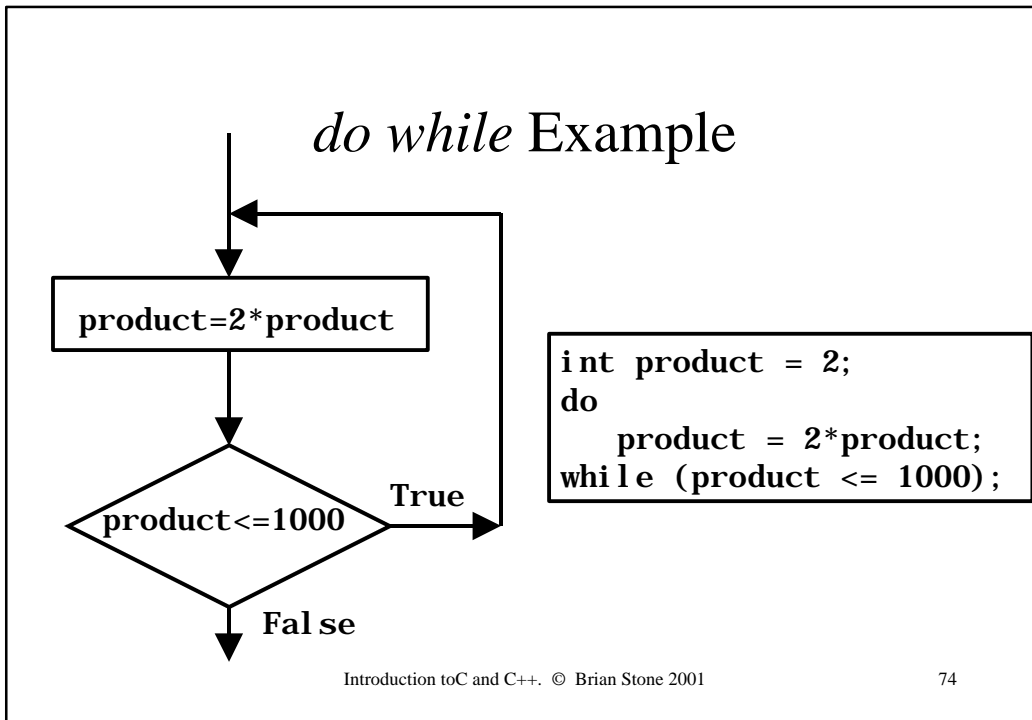 do while Example
product=2*product
product<=1000
True
False
int product = 2;
do
product = 2*product;
while (product <= 1000);
Introduction toC and C++. © Brian Stone 2001
74